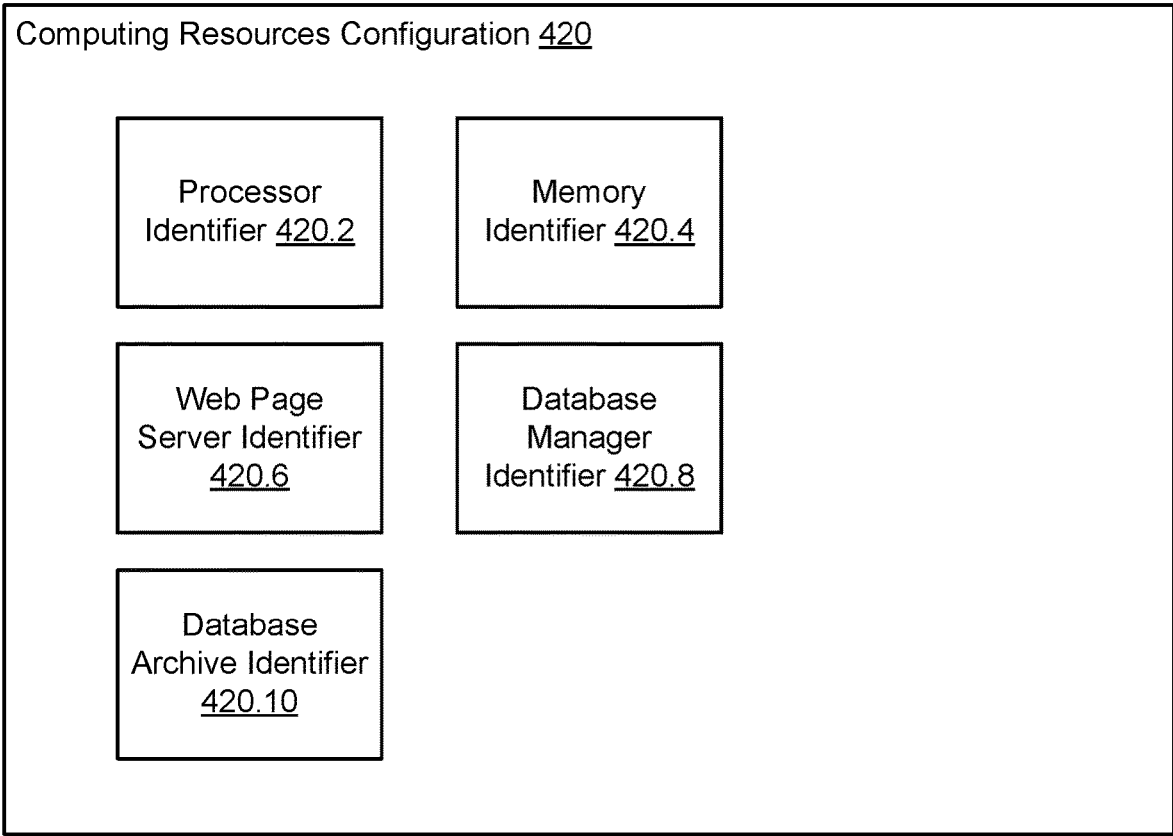 Computing Resources Configuration 420
Processor
Identifier 420.2
Memory
Identifier 420.4
Web Page
Server Identifier
420.6
Database
Manager
Identifier 420.8
Database
Archive Identifier
420.10